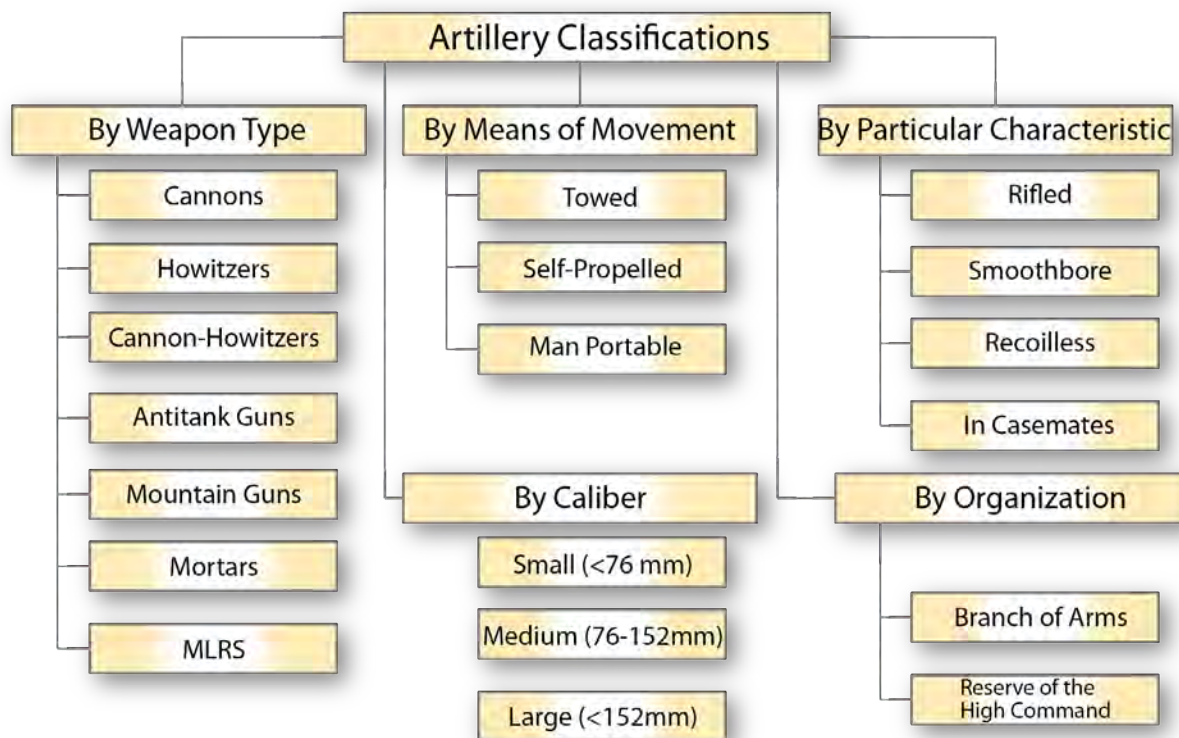 Artillery Classifications
By Weapon Type
Cannons
Howitzers
Cannon-Howitzers
Antitank Guns
Mountain Guns
Mortars
MLRS
By Means of Movement
Towed
Self-Propelled
Man Portable
By Caliber
Small (<76 mm)
Medium (76-152mm)
Large (<152mm)
By Particular Characteristic
Rifled
Smoothbore
Recoilless
In Casemates
By Organization
Branch of Arms
Reserve of the
High Command